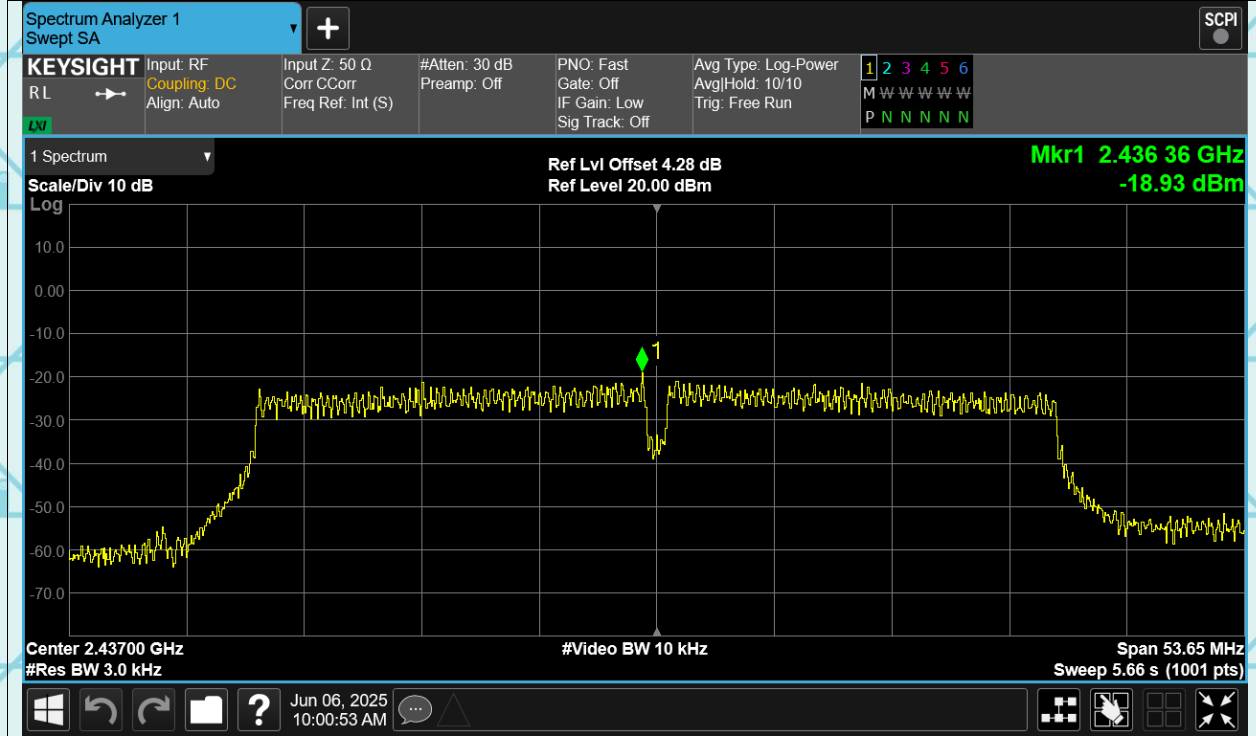 Spectrum Analyzer 1
Swept SA
SCPI
KEYSIGHT
R L
LXI
Input: RF
Coupling: DC
Align: Auto
Input Z: 50 Ω
Corr CCorr
Freq Ref: Int (S)
#Atten: 30 dB
Preamp: Off
PNO: Fast
Gate: Off
IF Gain: Low
Sig Track: Off
Avg Type: Log-Power
Avg|Hold: 10/10
Trig: Free Run
1 2 3 4 5 6
M W W W W W
P N N N N N
1 Spectrum
Scale/Div 10 dB
Log
Ref Lvl Offset 4.28 dB
Ref Level 20.00 dBm
Mkr1 2.436 36 GHz
-18.93 dBm
10.0
0.00
-10.0
-20.0
-30.0
-40.0
-50.0
-60.0
-70.0
1
Center 2.43700 GHz
#Res BW 3.0 kHz
#Video BW 10 kHz
Span 53.65 MHz
Sweep 5.66 s (1001 pts)
?
Jun 06, 2025
10:00:53 AM